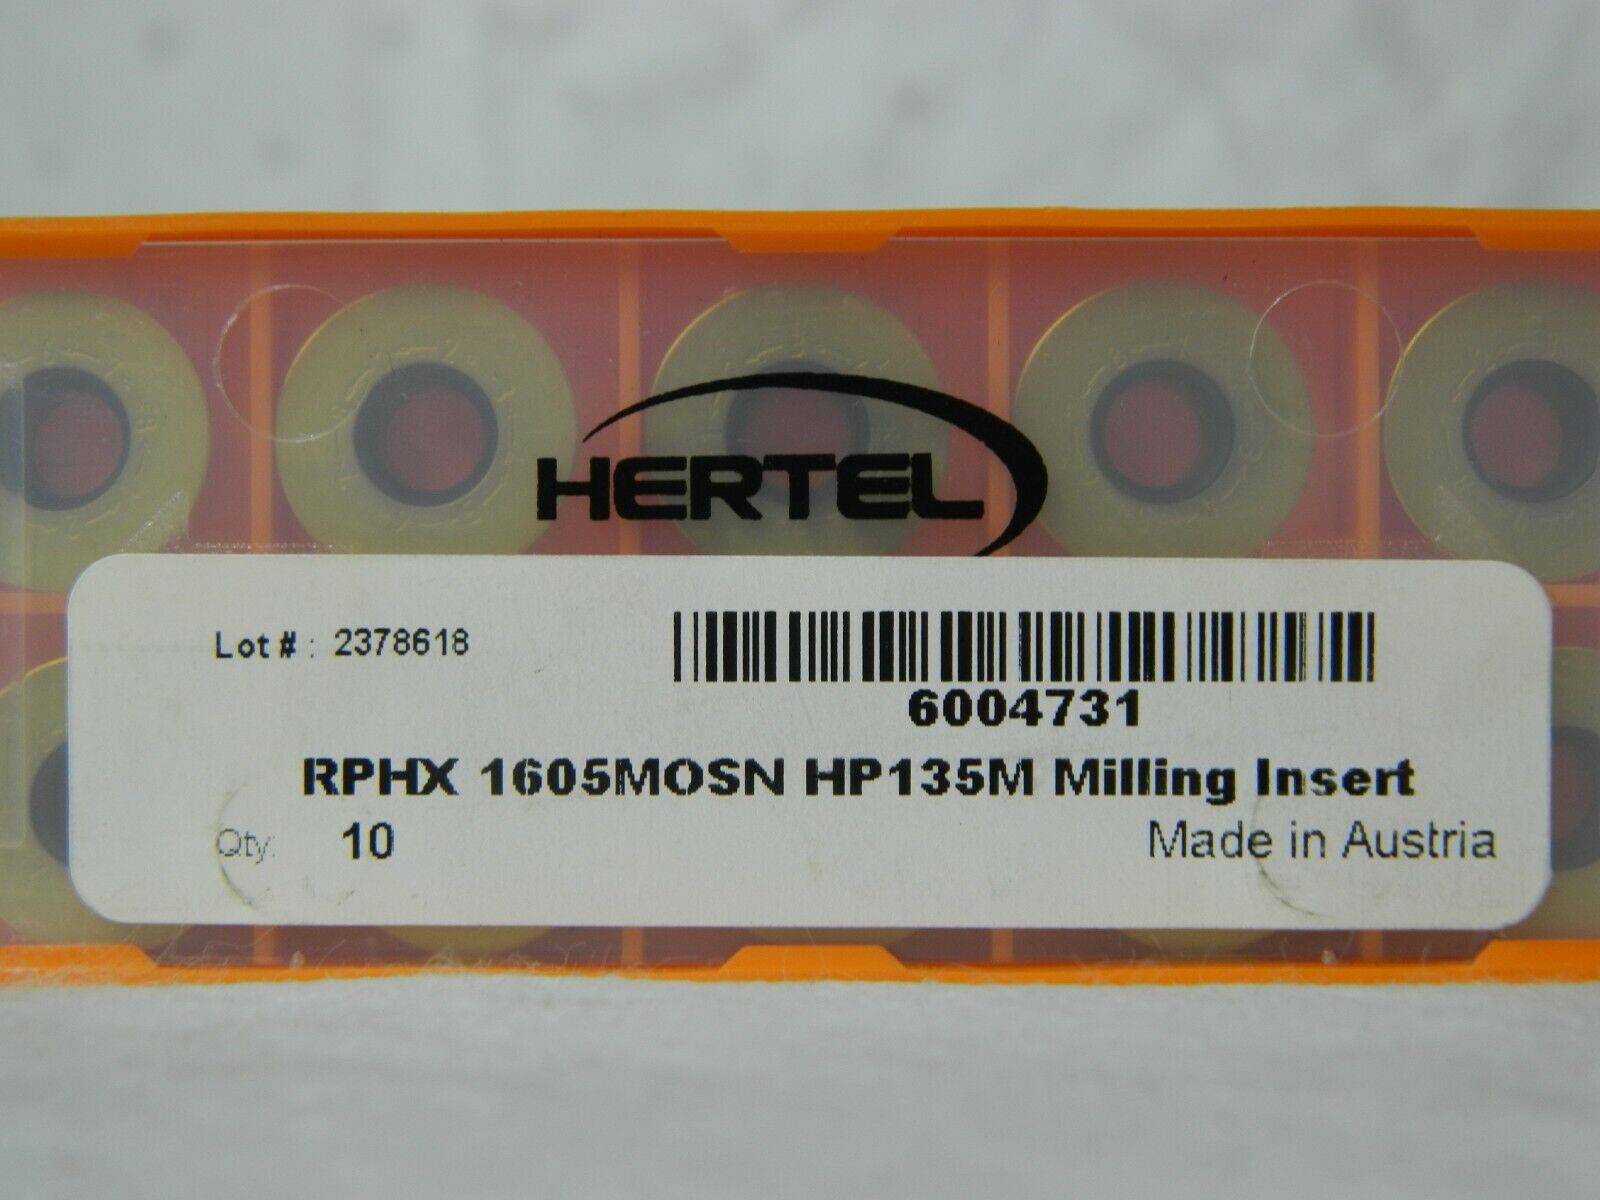 HERTEL
Lot # : 2378618
6004731
RPHX 1605MOSN HP135M Milling Insert
Qty: 10
Made in Austria